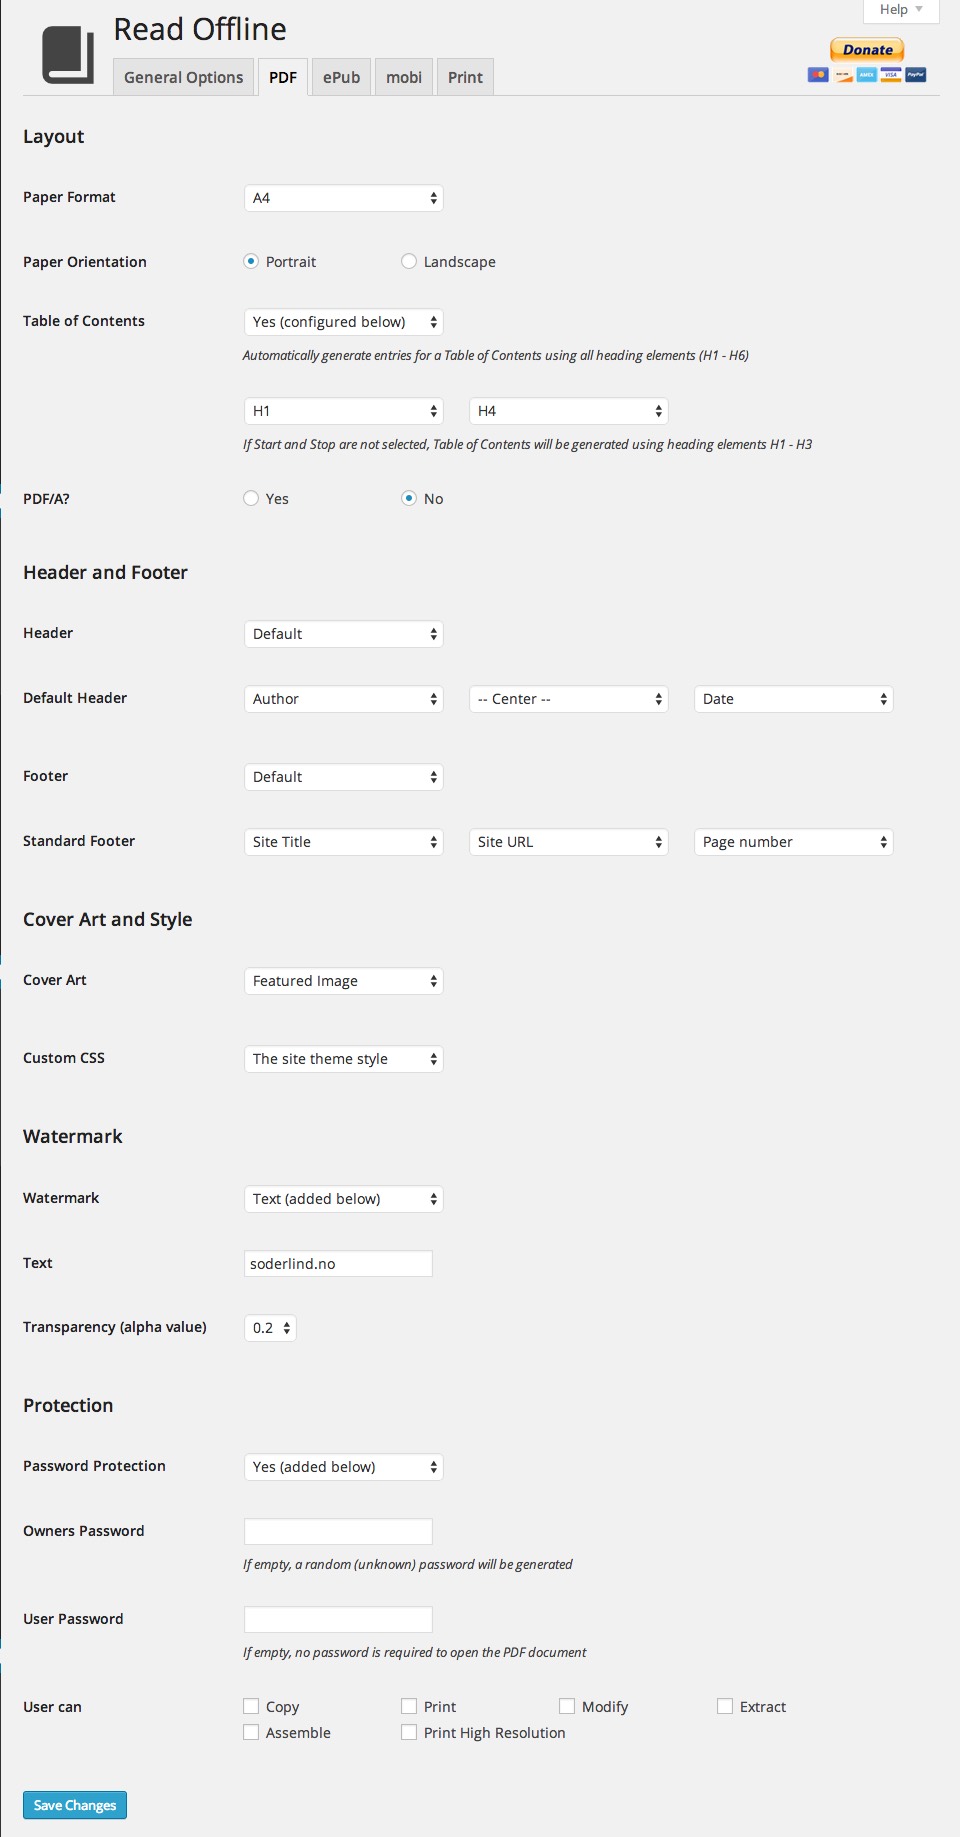 Help
Read Offline
Donate
DISCOVER AMEX VISA PayPal
General Options PDF ePub mobi Print
Layout
Paper Format A4
Paper Orientation Portrait Landscape
Table of Contents Yes (configured below)
Automatically generate entries for a Table of Contents using all heading elements (H1 - H6)
H1 H4
If Start and Stop are not selected, Table of Contents will be generated using heading elements H1 - H3
PDF/A? Yes No
Header and Footer
Header Default
Default Header Author -- Center -- Date
Footer Default
Standard Footer Site Title Site URL Page number
Cover Art and Style
Cover Art Featured Image
Custom CSS The site theme style
Watermark
Watermark Text (added below)
Text soderlind.no
Transparency (alpha value) 0.2
Protection
Password Protection Yes (added below)
Owners Password
If empty, a random (unknown) password will be generated
User Password
If empty, no password is required to open the PDF document
User can Copy Print Modify Extract
Assemble Print High Resolution
Save Changes